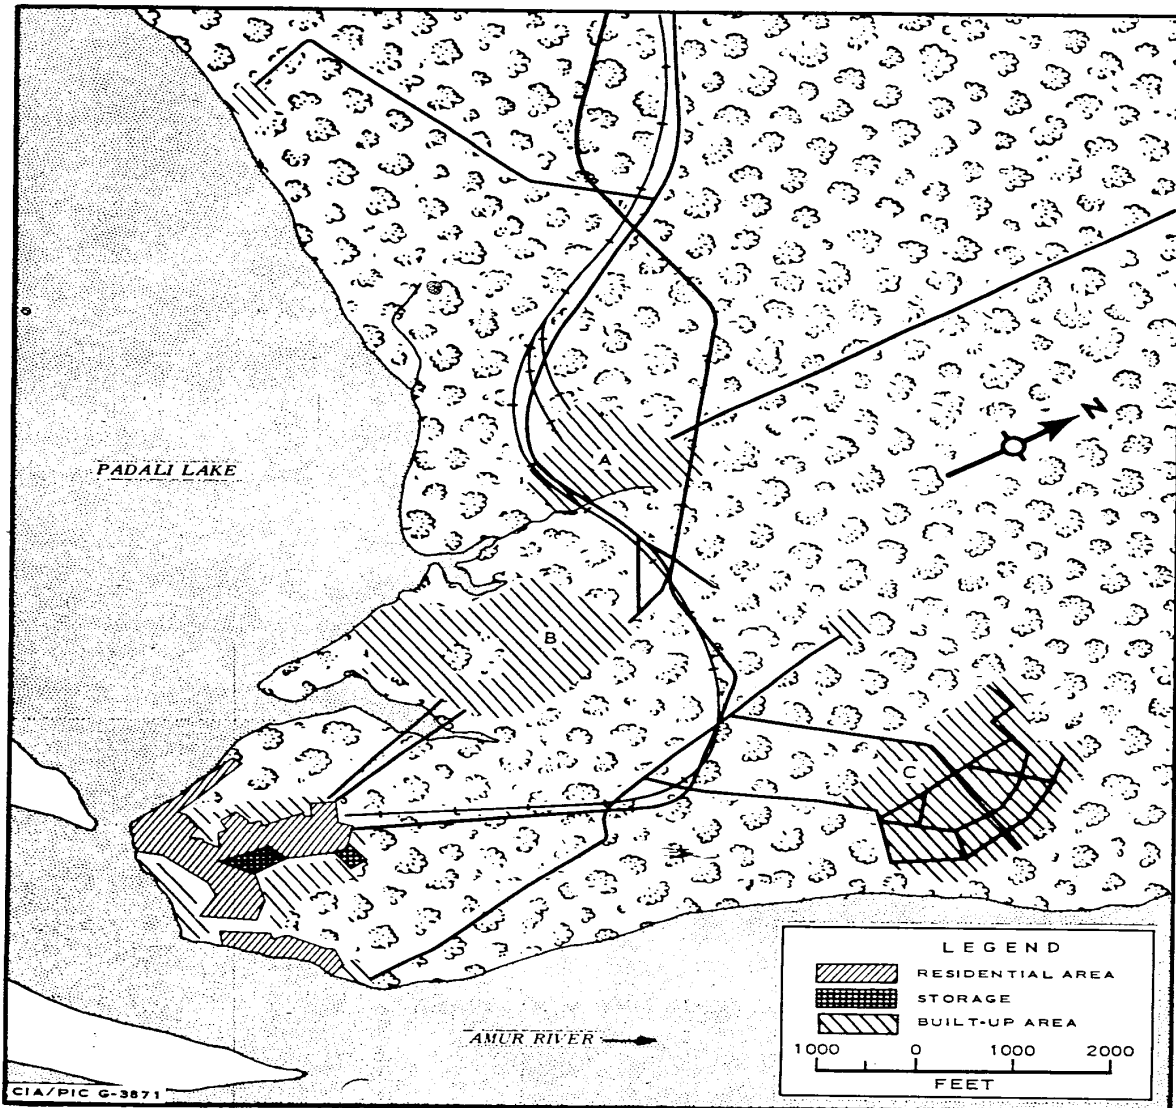 N
A
PADALI LAKE
B
C
LEGEND
RESIDENTIAL AREA
STORAGE
BUILT-UP AREA
1000 0 1000 2000
FEET
AMUR RIVER
CIA/PIC G-3871